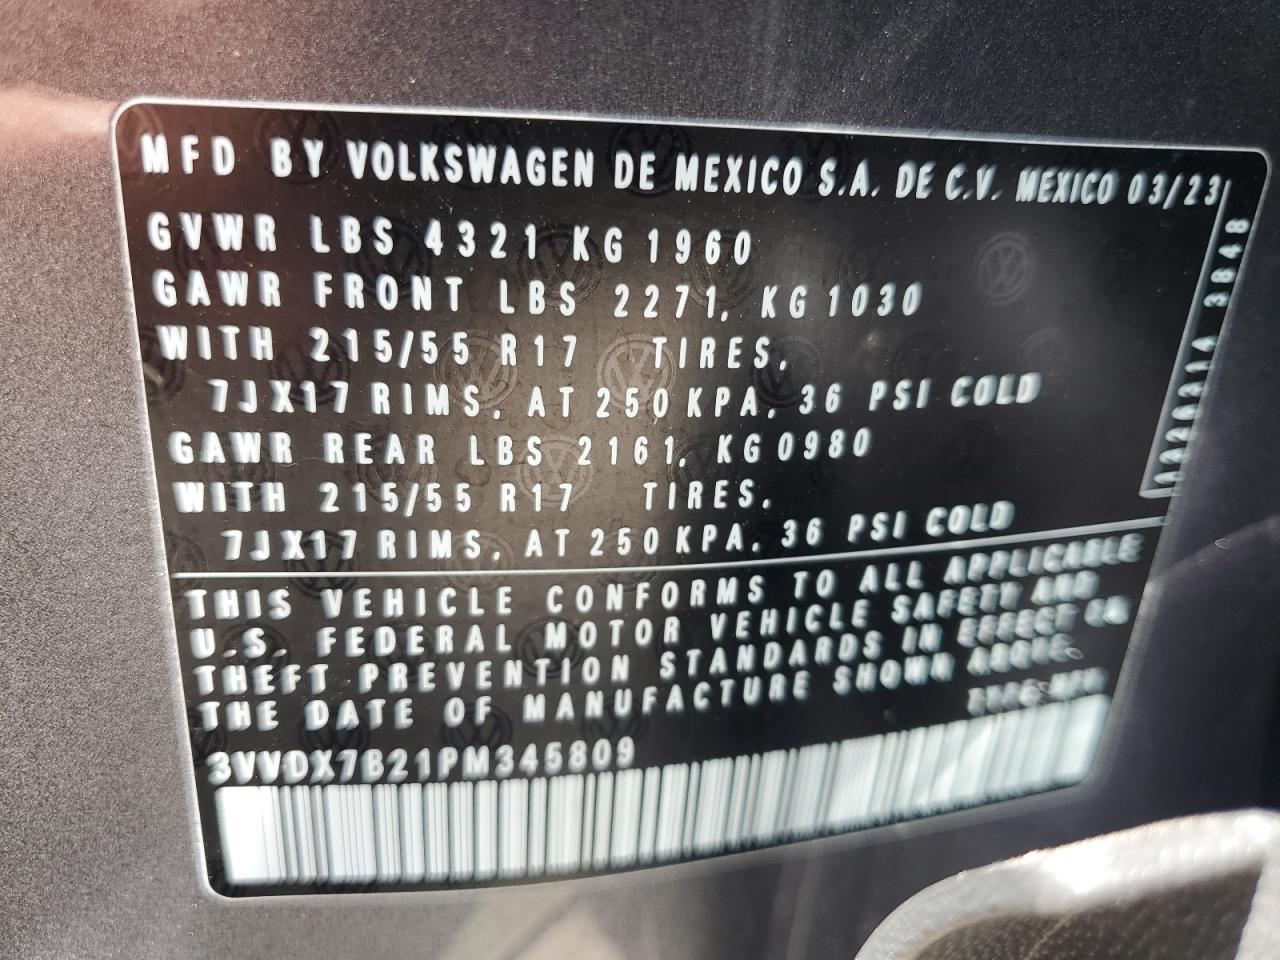 MFD BY VOLKSWAGEN DE MEXICO S.A. DE C.V. MEXICO 03/23
GVWR LBS 4321 KG 1960
GAWR FRONT LBS 2271, KG 1030
WITH 215/55 R17 TIRES,
7JX17 RIMS, AT 250 KPA, 36 PSI COLD
GAWR REAR LBS 2161, KG 0980
WITH 215/55 R17 TIRES,
7JX17 RIMS, AT 250 KPA, 36 PSI COLD
THIS VEHICLE CONFORMS TO ALL APPLICABLE
U.S. FEDERAL MOTOR VEHICLE SAFETY AND
THEFT PREVENTION STANDARDS IN EFFECT ON
THE DATE OF MANUFACTURE SHOWN ABOVE.
3VVDX7B21PM345809
3848